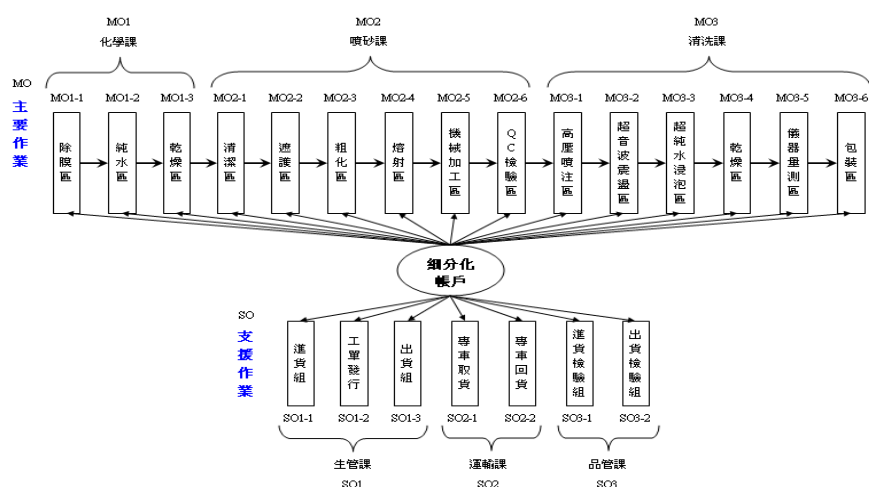 MO1
MO2
MO3
化學課
噴砂課
清洗課
MO
主要作業
MO1-1
MO1-2
MO1-3
MO2-1
MO2-2
MO2-3
MO2-4
MO2-5
MO2-6
MO3-1
MO3-2
MO3-3
MO3-4
MO3-5
MO3-6
除膜區
純水區
乾燥區
清潔區
遮護區
粗化區
熔射區
機械加工區
QC檢驗區
高壓噴注區
超音波震盪區
超純水浸泡區
乾燥區
儀器量測區
包裝區
細分化
帳戶
SO
支援作業
進貨組
工單發行
出貨組
專車取貨
專車回貨
進貨檢驗組
出貨檢驗組
SO1-1
SO1-2
SO1-3
SO2-1
SO2-2
SO3-1
SO3-2
生管課
運輸課
品管課
SO1
SO2
SO3